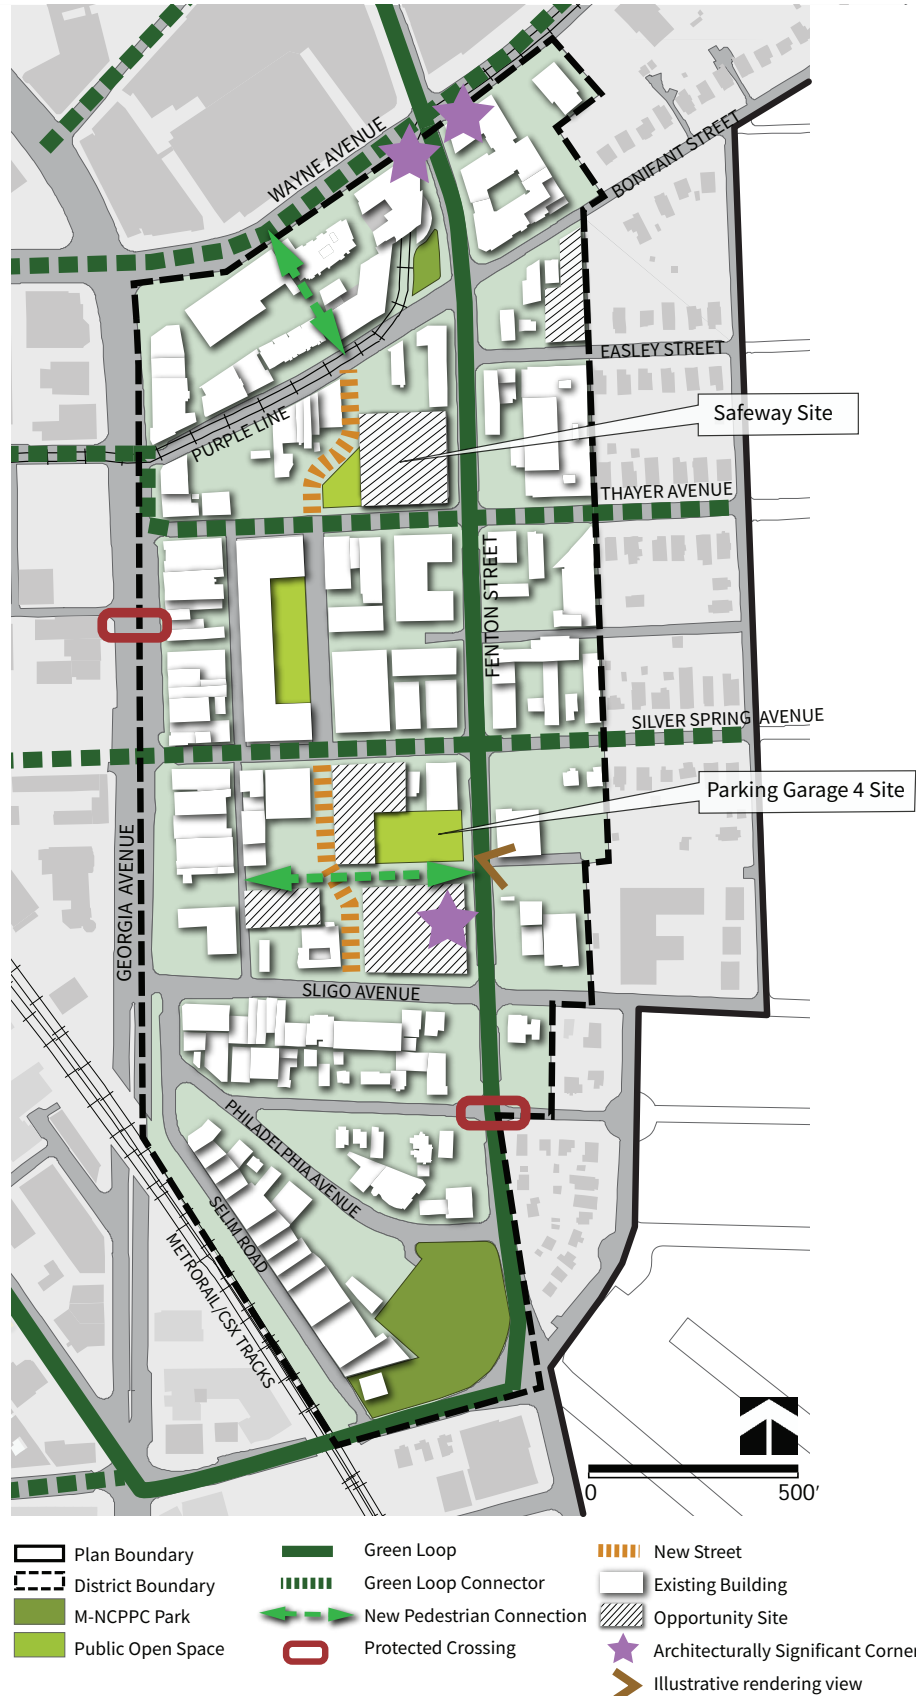 WAYNE AVENUE
BONIFANT STREET
EASLEY STREET
PURPLE LINE
Safeway Site
THAYER AVENUE
FENTON STREET
SILVER SPRING AVENUE
Parking Garage 4 Site
GEORGIA AVENUE
SLIGO AVENUE
PHILADELPHIA AVENUE
SELIM ROAD
METRORAIL/CSX TRACKS
0 500'
Plan Boundary
District Boundary
M-NCPPC Park
Public Open Space
Green Loop
Green Loop Connector
New Pedestrian Connection
Protected Crossing
New Street
Existing Building
Opportunity Site
Architecturally Significant Corner
Illustrative rendering view